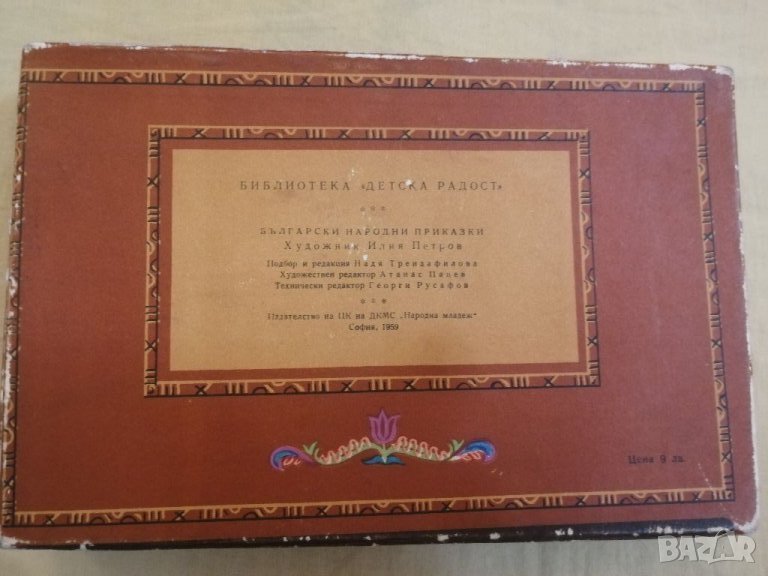 БИБЛИОТЕКА «ДЕТСКА РАДОСТ»
БЪЛГАРСКИ НАРОДНИ ПРИКАЗКИ
Художник Илия Петров
Подбор и редакция Надя Трендафилова
Художествен редактор Атанас Пацев
Технически редактор Георги Русафов
Издателство на ЦК на ДКМС „Народна младеж“
София, 1959
Цена 9 лв.
BAZAR